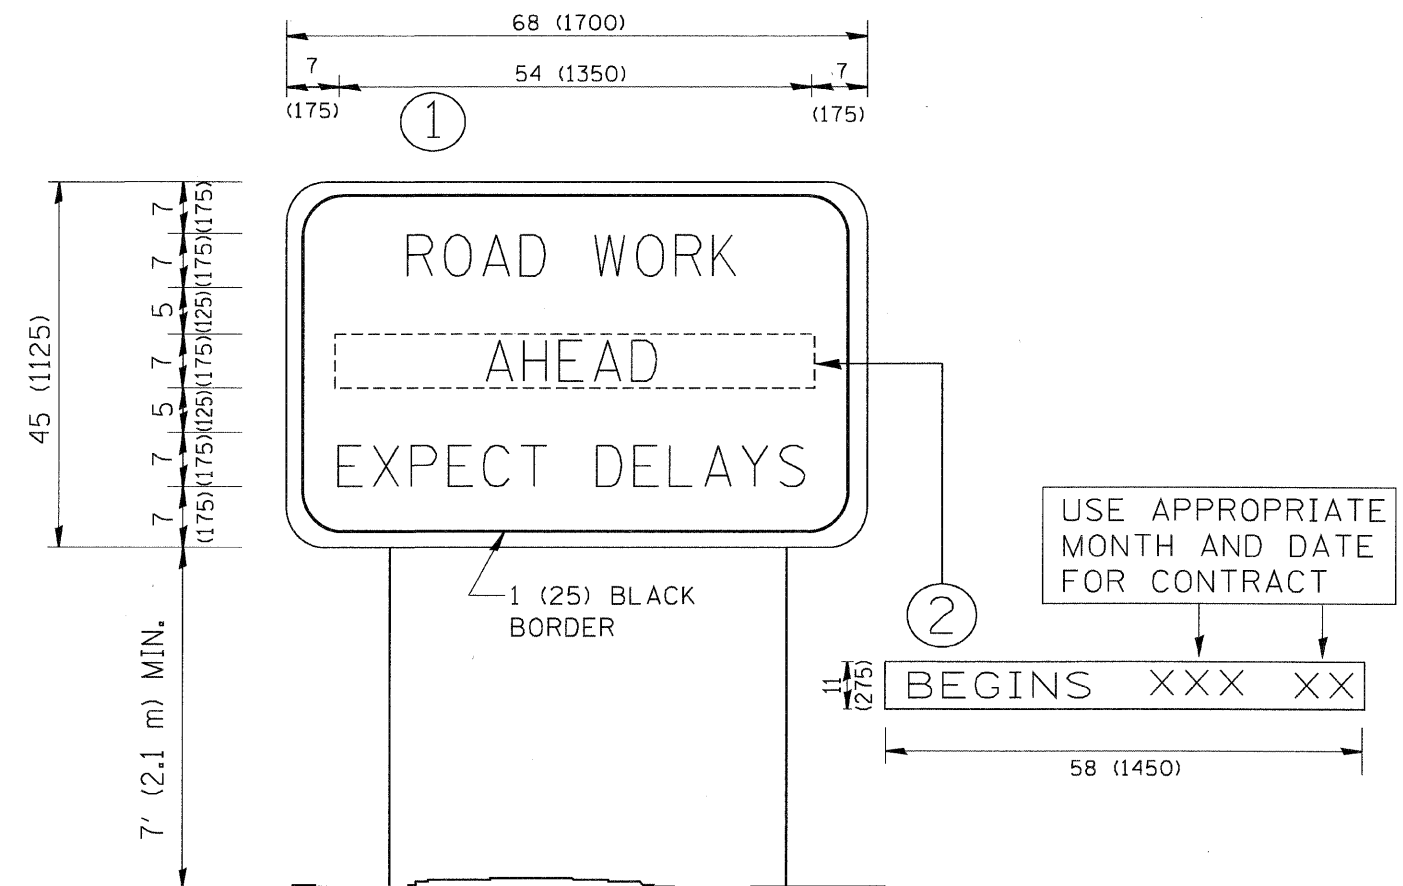 68 (1700)
7
54 (1350)
7
(175)
(175)
1
45 (1125)
7 (175)
7 (175)
5 (125)
7 (175)
5 (125)
7 (175)
7 (175)
ROAD WORK
AHEAD
EXPECT DELAYS
1 (25) BLACK
BORDER
7' (2.1 m) MIN.
USE APPROPRIATE
MONTH AND DATE
FOR CONTRACT
2
11
(275)
BEGINS XXX XX
58 (1450)